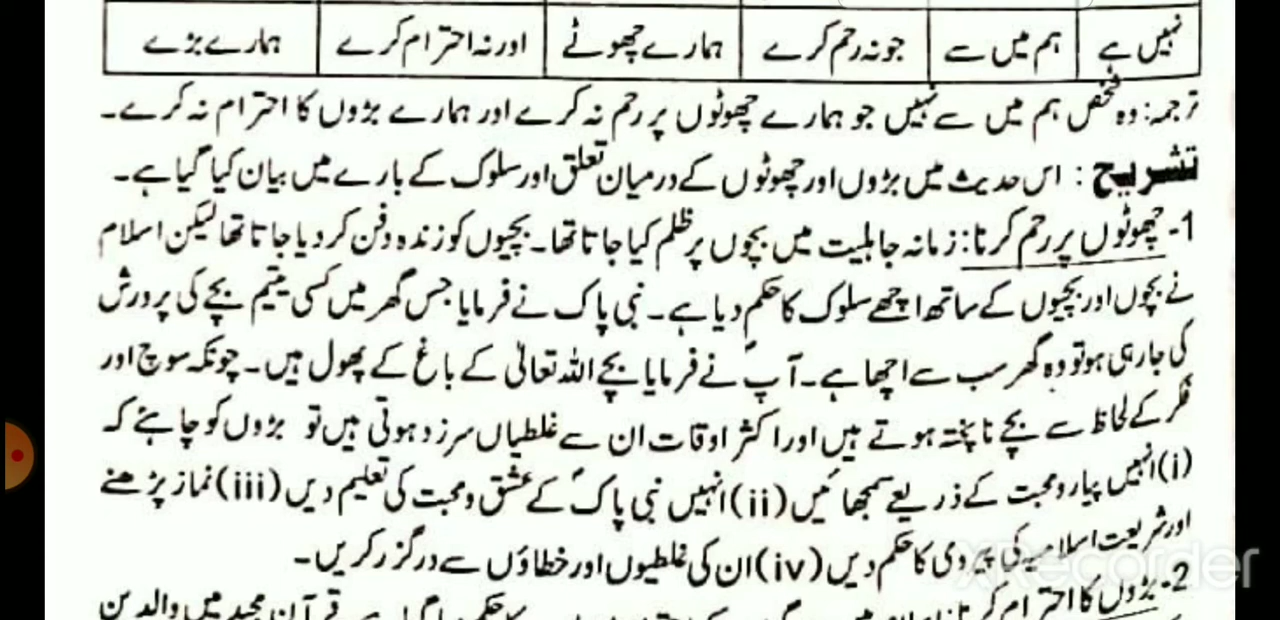 نہیں ہے | ہم میں سے | جو نہ رحم کرے | ہمارے چھوٹے | اور نہ احترام کرے | ہمارے بڑے
ترجمہ: وہ شخص ہم میں سے نہیں جو ہمارے چھوٹوں پر رحم نہ کرے اور ہمارے بڑوں کا احترام نہ کرے۔
تشریح: اس حدیث میں بڑوں اور چھوٹوں کے درمیان تعلق اور سلوک کے بارے میں بیان کیا گیا ہے۔
1- چھوٹوں پر رحم کرنا: زمانہ جاہلیت میں بچوں پر ظلم کیا جاتا تھا۔ بچیوں کو زندہ دفن کر دیا جاتا تھا لیکن اسلام
نے بچوں اور بچیوں کے ساتھ اچھے سلوک کا حکم دیا ہے۔ نبی پاک نے فرمایا جس گھر میں کسی یتیم بچے کی پرورش
کی جا رہی ہو تو وہ گھر سب سے اچھا ہے۔ آپؐ نے فرمایا بچے اللہ تعالیٰ کے باغ کے پھول ہیں۔ چونکہ سوچ اور
فکر کے لحاظ سے بچے ناپختہ ہوتے ہیں اور اکثر اوقات ان سے غلطیاں سرزد ہوتی ہیں تو بڑوں کو چاہئے کہ
(i) انہیں پیار و محبت کے ذریعے سمجھائیں (ii) انہیں نبی پاکؐ کے عشق و محبت کی تعلیم دیں (iii) نماز پڑھنے
اور شریعت اسلامیہ کی پیروی کا حکم دیں (iv) ان کی غلطیوں اور خطاؤں سے درگزر کریں۔
XRecorder
2- بڑوں کا احترام کرنا: